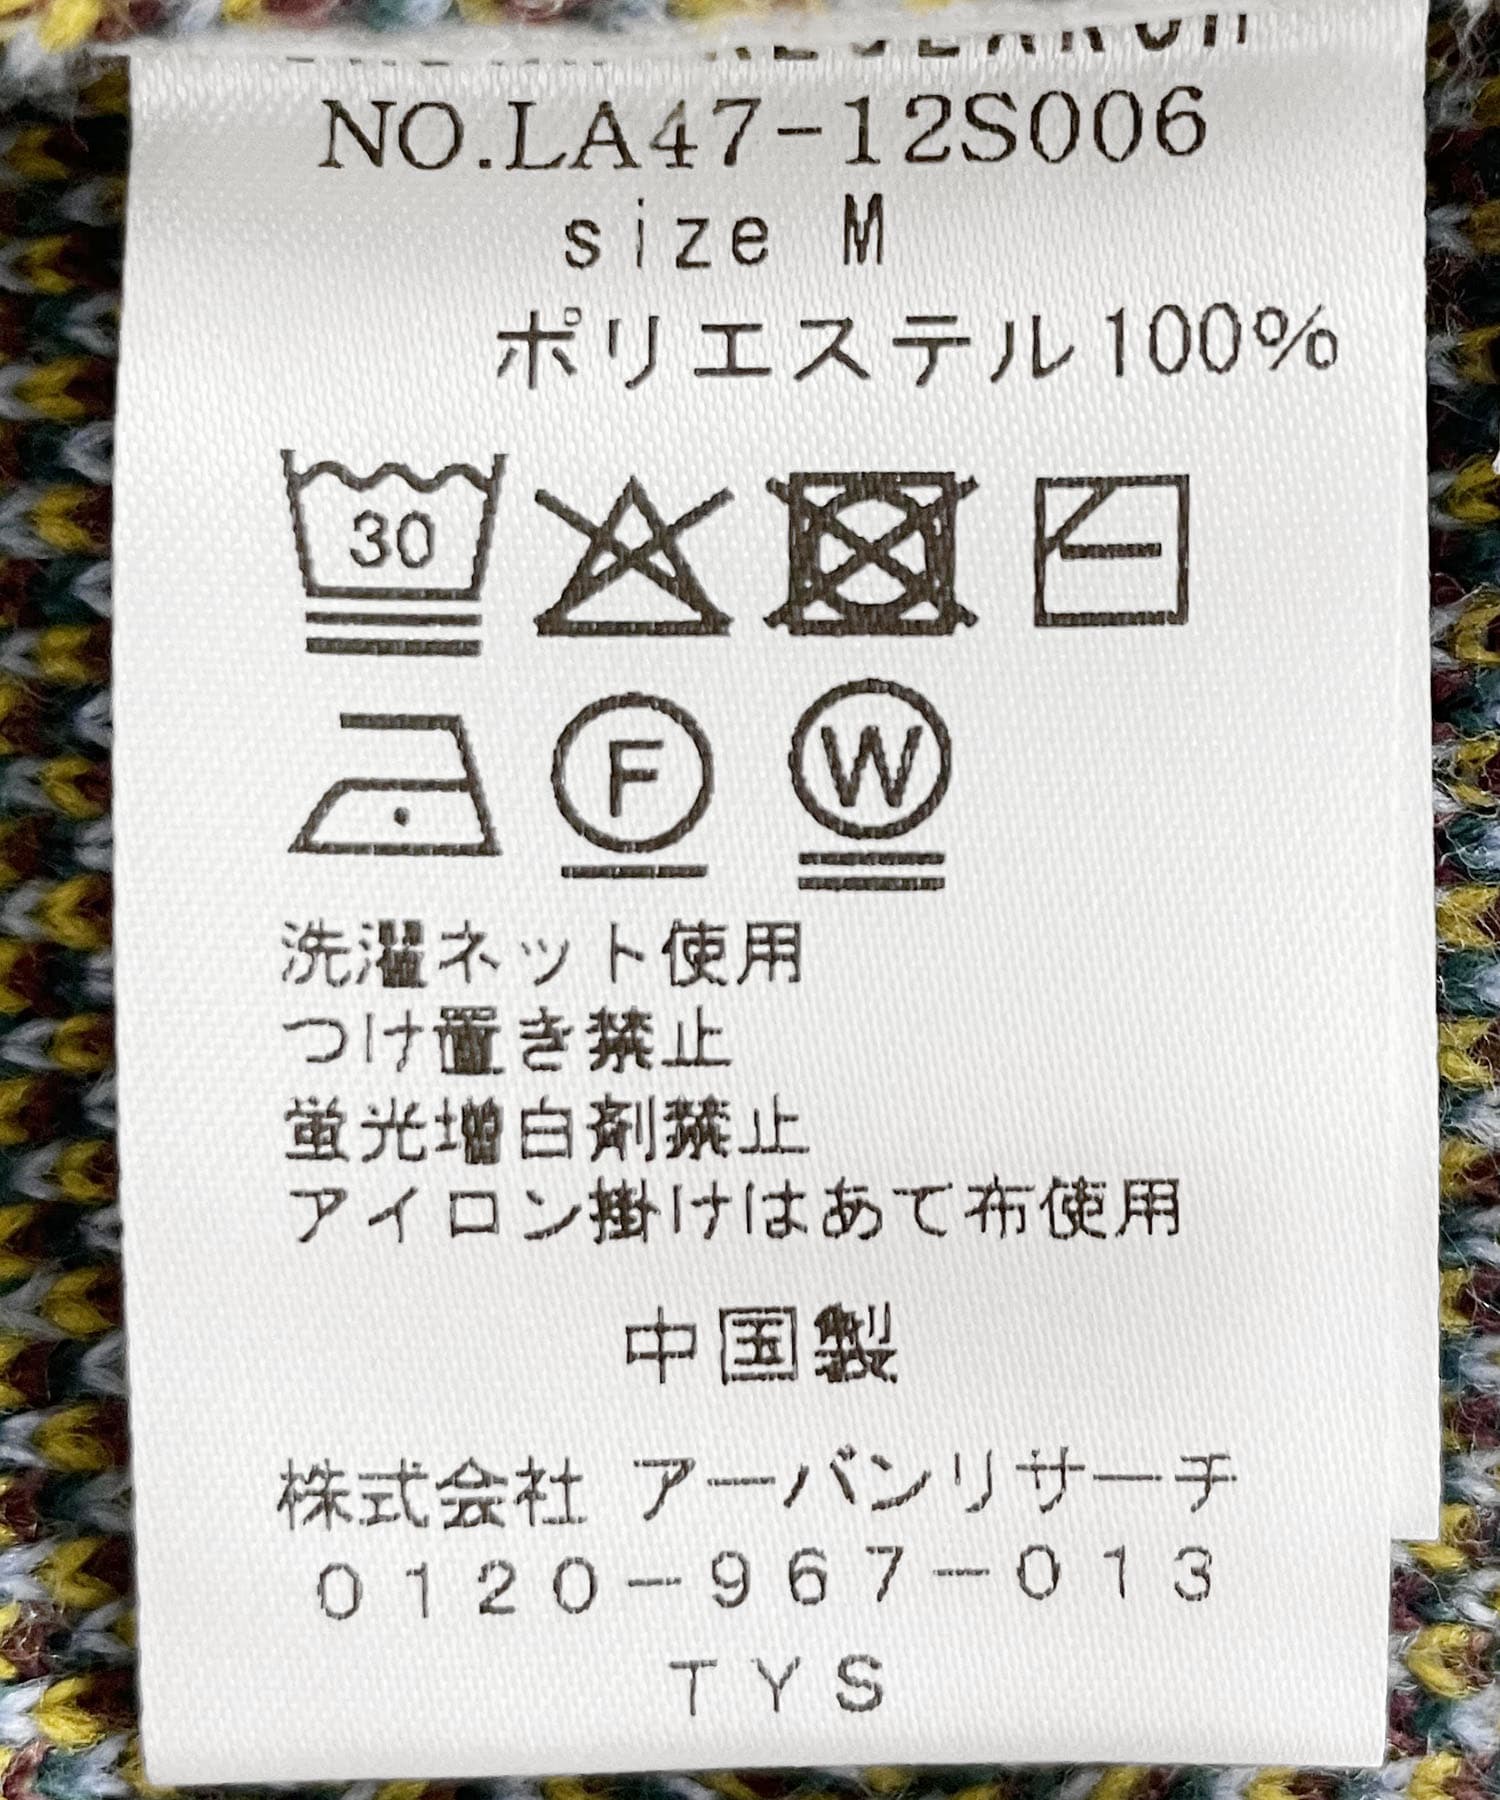 NO.LA47-12S006
size M
ポリエステル100%
30
F
W
洗濯ネット使用
つけ置き禁止
蛍光増白剤禁止
アイロン掛けはあて布使用
中国製
株式会社 アーバンリサーチ
0120-967-013
TYS